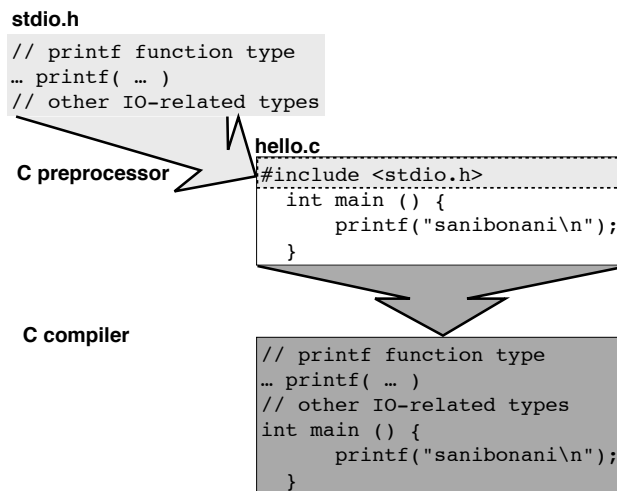 stdio.h
// printf function type
… printf( … )
// other IO-related types
C preprocessor
hello.c
#include <stdio.h>
int main () {
printf("sanibonani\n");
}
C compiler
// printf function type
… printf( … )
// other IO-related types
int main () {
printf("sanibonani\n");
}